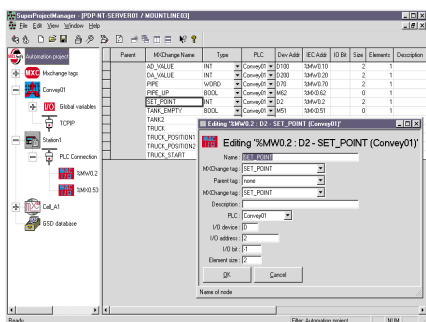 SuperProjectManager - [PDP-NT-SERVER01 / MOUNTLINE03]
File Edit View Window Help
Automation project
MXC Mxchange tags
Convey01
I/O Global variables
TCPIP
Station1
PLC Connection
%MW0.2
%MX0.53
Cell_A1
GSD database
Parent MXChange Name Type PLC Dev Addr IEC Addr IO Bit Size Elements Description
AD_VALUE INT Convey01 D100 %MW0.10 2 1
DA_VALUE INT Convey01 D200 %MW0.20 2 1
PIPE WORD Convey01 D70 %MW0.70 2 1
PIPE_UP BOOL Convey01 M62 %MX0.62 0 1
SET_POINT INT Convey01 D2 %MW0.2 2 1
TANK_EMPTY BOOL Convey01 M51 %MX0.51 0 1
TANK2
TRUCK
TRUCK_POSITION1
TRUCK_POSITION2
TRUCK_START
Editing '%MW0.2 : D2 - SET_POINT (Convey01)'
Editing '%MW0.2 : D2 - SET_POINT (Convey01)'
Name : SET_POINT
MXChange tag : SET_POINT
Parent tag : none
MXChange tag : SET_POINT
Description :
PLC : Convey01
I/O device : D
I/O address : 2
I/O bit : -1
Element size : 2
OK Cancel
Name of node
Ready Filter: Automation project NUM